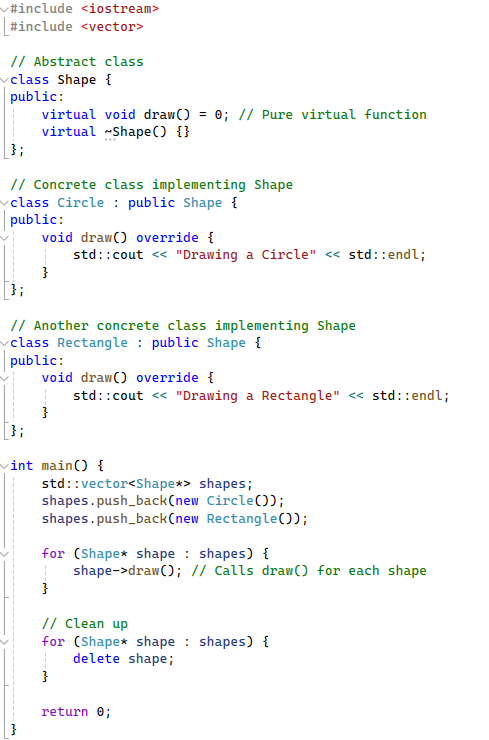 #include <iostream>
#include <vector>

// Abstract class
class Shape {
public:
    virtual void draw() = 0; // Pure virtual function
    virtual ~Shape() {}
};

// Concrete class implementing Shape
class Circle : public Shape {
public:
    void draw() override {
        std::cout << "Drawing a Circle" << std::endl;
    }
};

// Another concrete class implementing Shape
class Rectangle : public Shape {
public:
    void draw() override {
        std::cout << "Drawing a Rectangle" << std::endl;
    }
};

int main() {
    std::vector<Shape*> shapes;
    shapes.push_back(new Circle());
    shapes.push_back(new Rectangle());

    for (Shape* shape : shapes) {
        shape->draw(); // Calls draw() for each shape
    }

    // Clean up
    for (Shape* shape : shapes) {
        delete shape;
    }

    return 0;
}